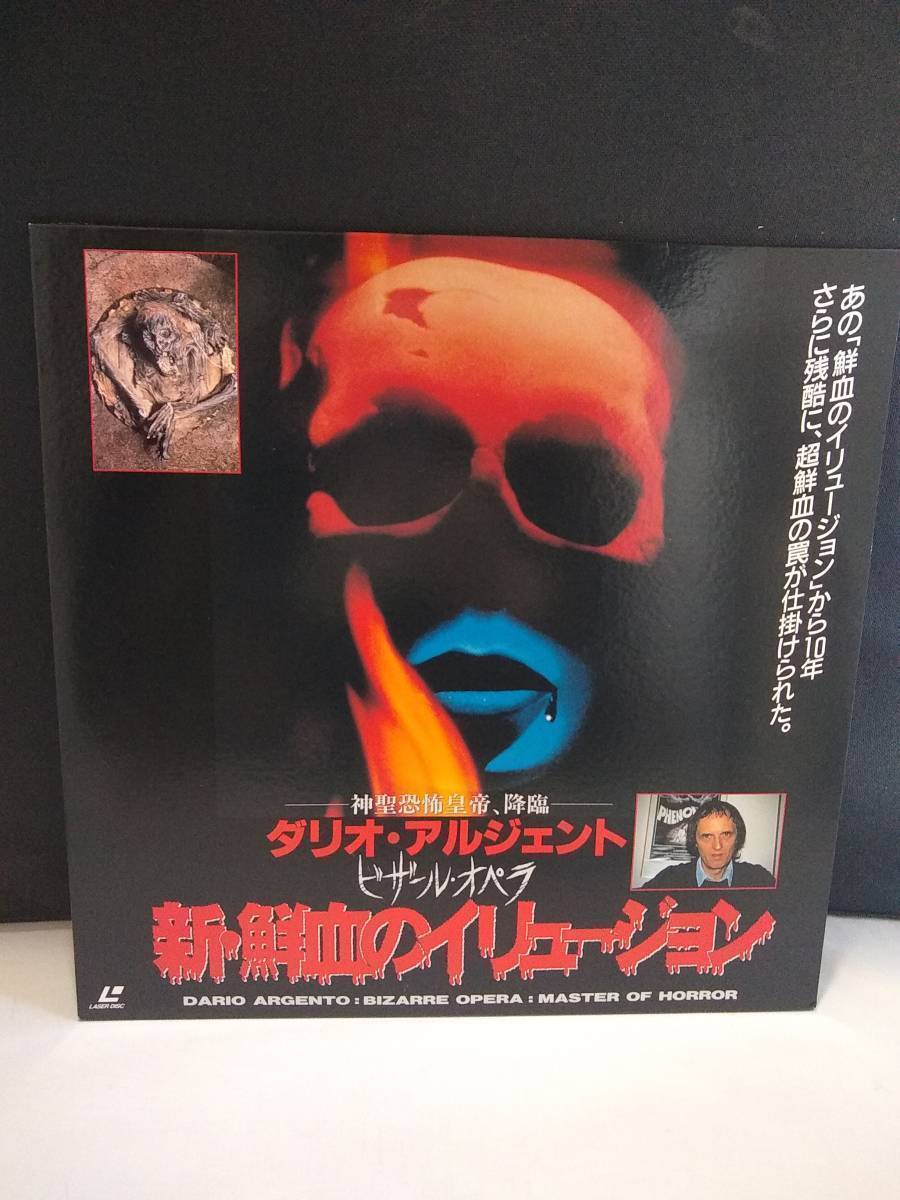 あの「鮮血のイリュージョン」から10年
さらに残酷に、超鮮血の罠が仕掛けられた。
神聖恐怖皇帝、降臨
ダリオ・アルジェント
PHENO
ビザール・オペラ
新・鮮血のイリュージョン
DARIO ARGENTO : BIZARRE OPERA : MASTER OF HORROR
LASER DISC